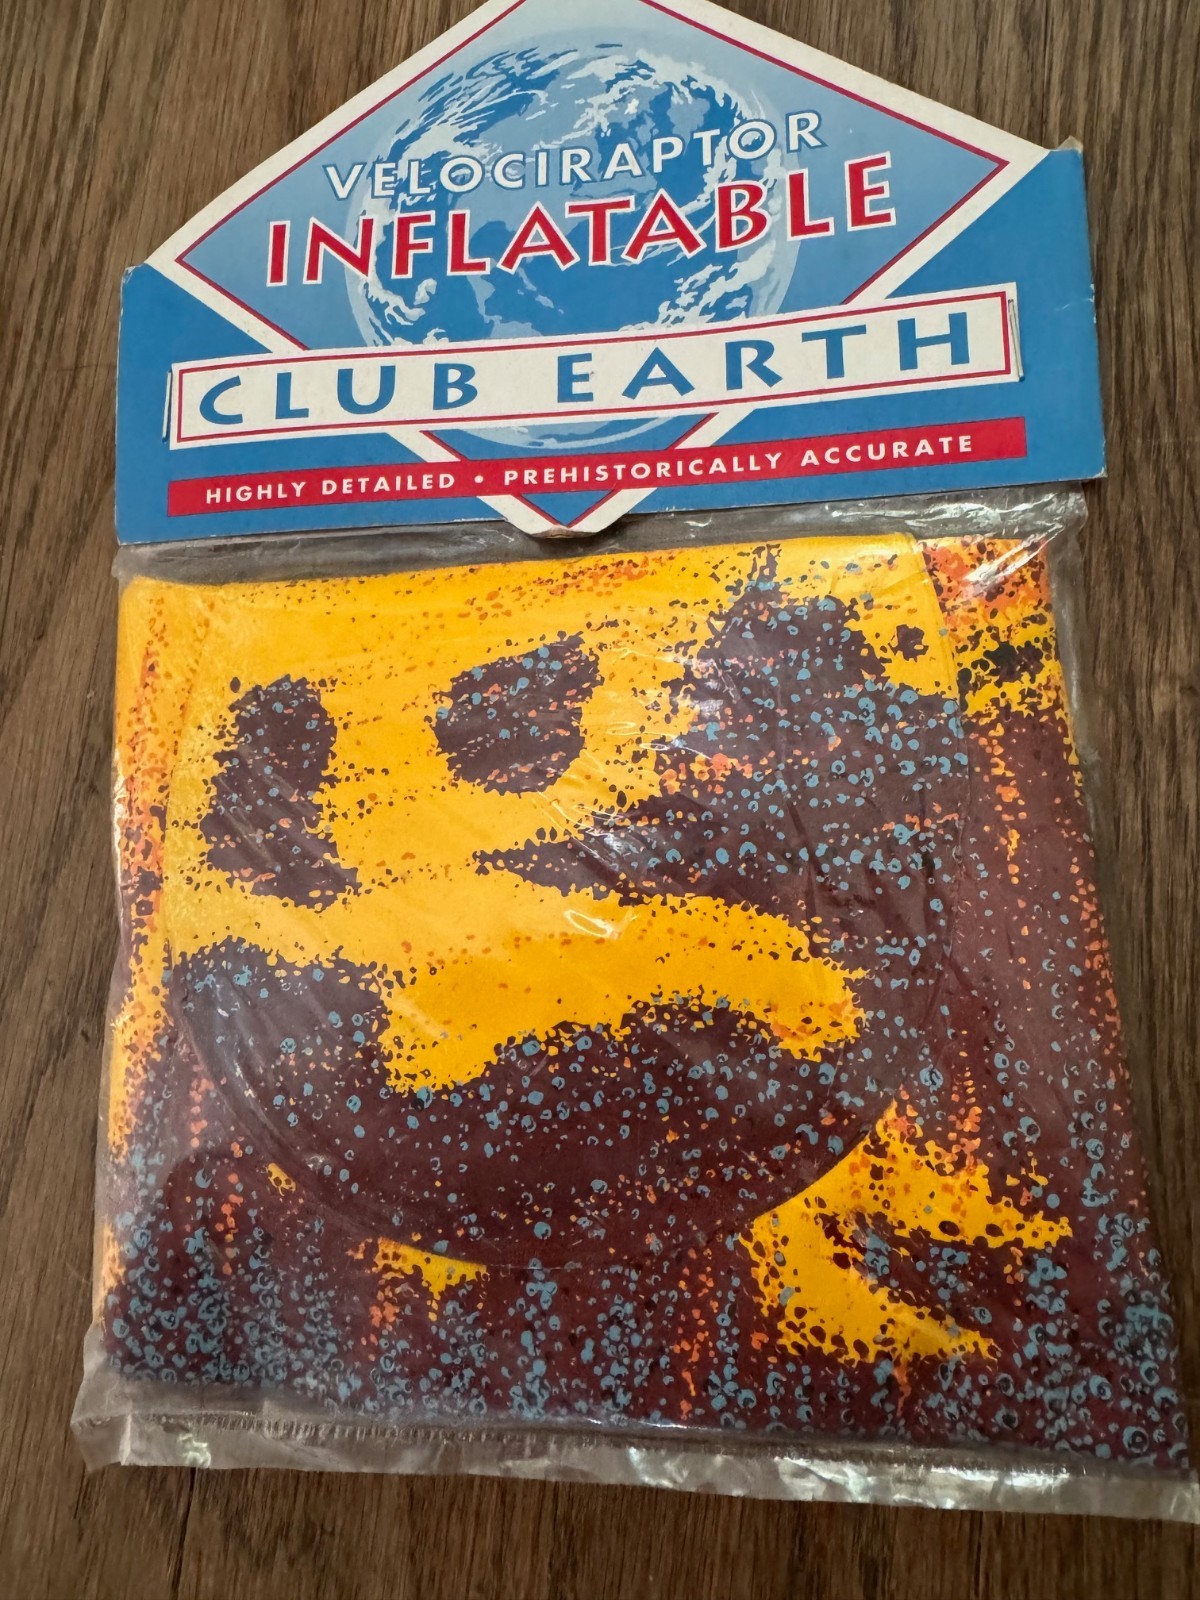 VELOCIRAPTOR
INFLATABLE
CLUB EARTH
HIGHLY DETAILED • PREHISTORICALLY ACCURATE